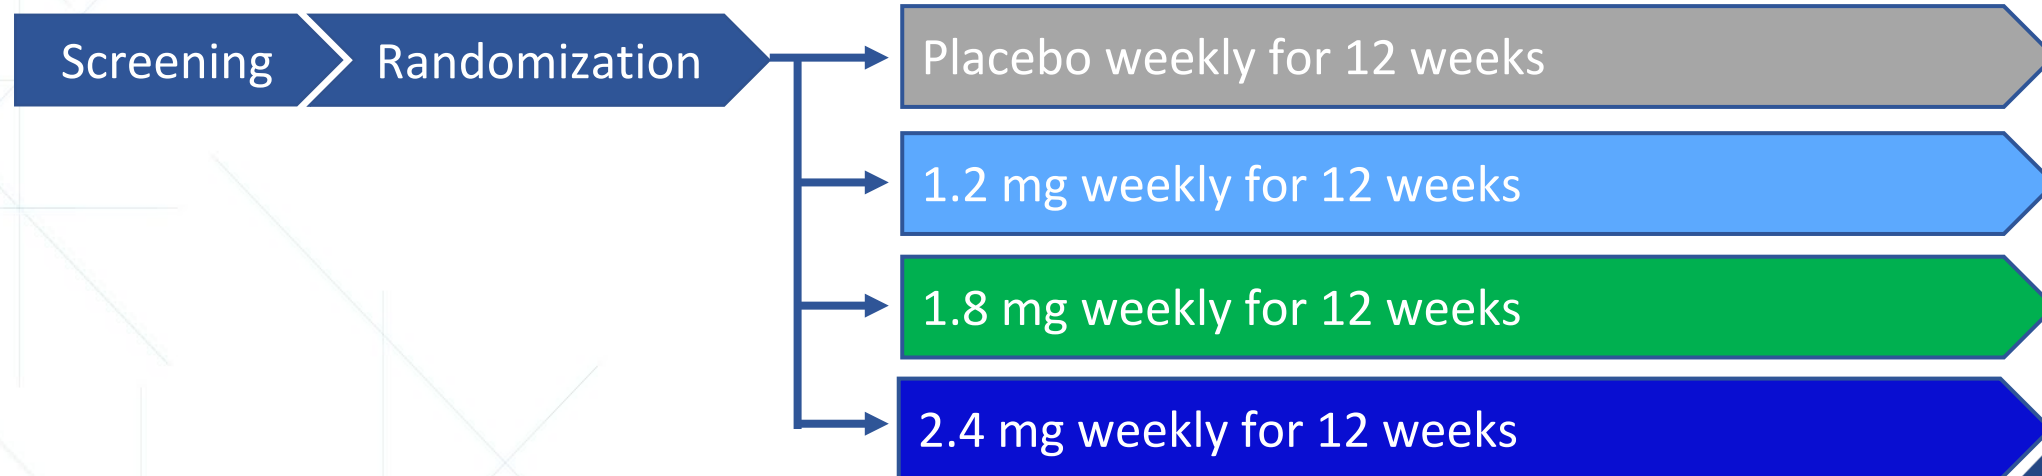 Screening
Randomization
Placebo weekly for 12 weeks
1.2 mg weekly for 12 weeks
1.8 mg weekly for 12 weeks
2.4 mg weekly for 12 weeks